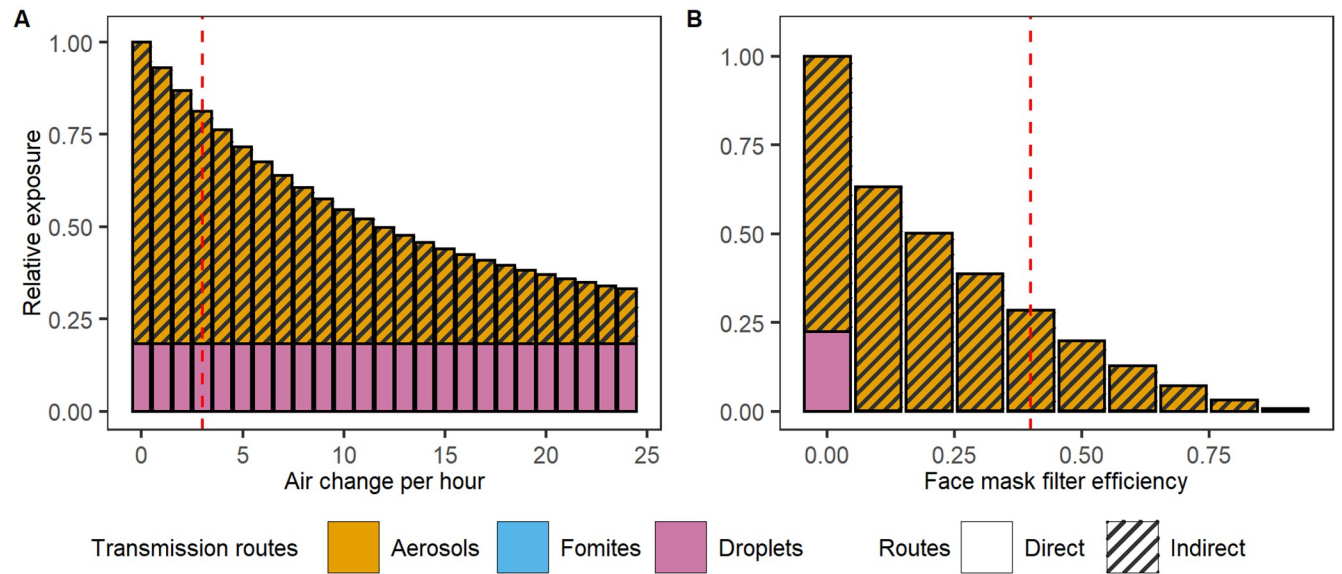 A
B
Relative exposure
1.00
0.75
0.50
0.25
0.00
0 5 10 15 20 25
Air change per hour
1.00
0.75
0.50
0.25
0.00
0.00 0.25 0.50 0.75
Face mask filter efficiency
Transmission routes Aerosols Fomites Droplets Routes Direct Indirect